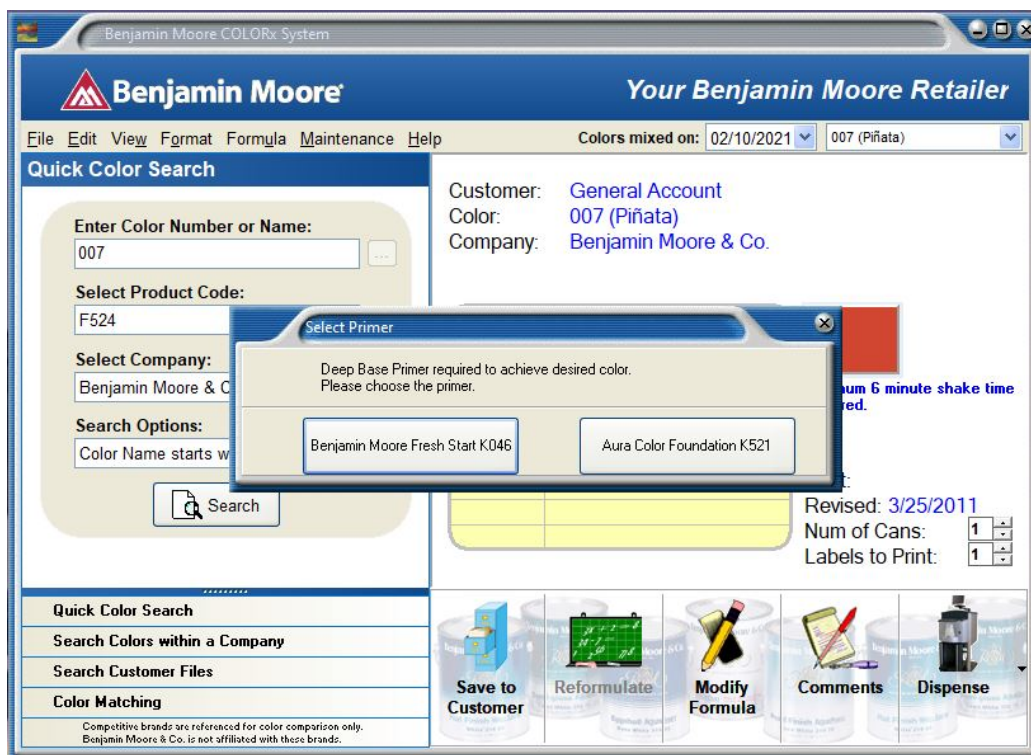 Benjamin Moore COLORx System
Benjamin Moore®
Your Benjamin Moore Retailer
File Edit View Format Formula Maintenance Help
Colors mixed on: 02/10/2021 007 (Piñata)
Quick Color Search
Enter Color Number or Name:
007
...
Select Product Code:
F524
Select Company:
Benjamin Moore & C
Search Options:
Color Name starts w
Search
Customer: General Account
Color: 007 (Piñata)
Company: Benjamin Moore & Co.
Select Primer
Deep Base Primer required to achieve desired color.
Please choose the primer.
Benjamin Moore Fresh Start K046
Aura Color Foundation K521
6 minute shake time
Revised: 3/25/2011
Num of Cans: 1
Labels to Print: 1
Quick Color Search
Search Colors within a Company
Search Customer Files
Color Matching
Competitive brands are referenced for color comparison only.
Benjamin Moore & Co. is not affiliated with these brands.
Save to
Customer
Reformulate
Modify
Formula
Comments
Dispense